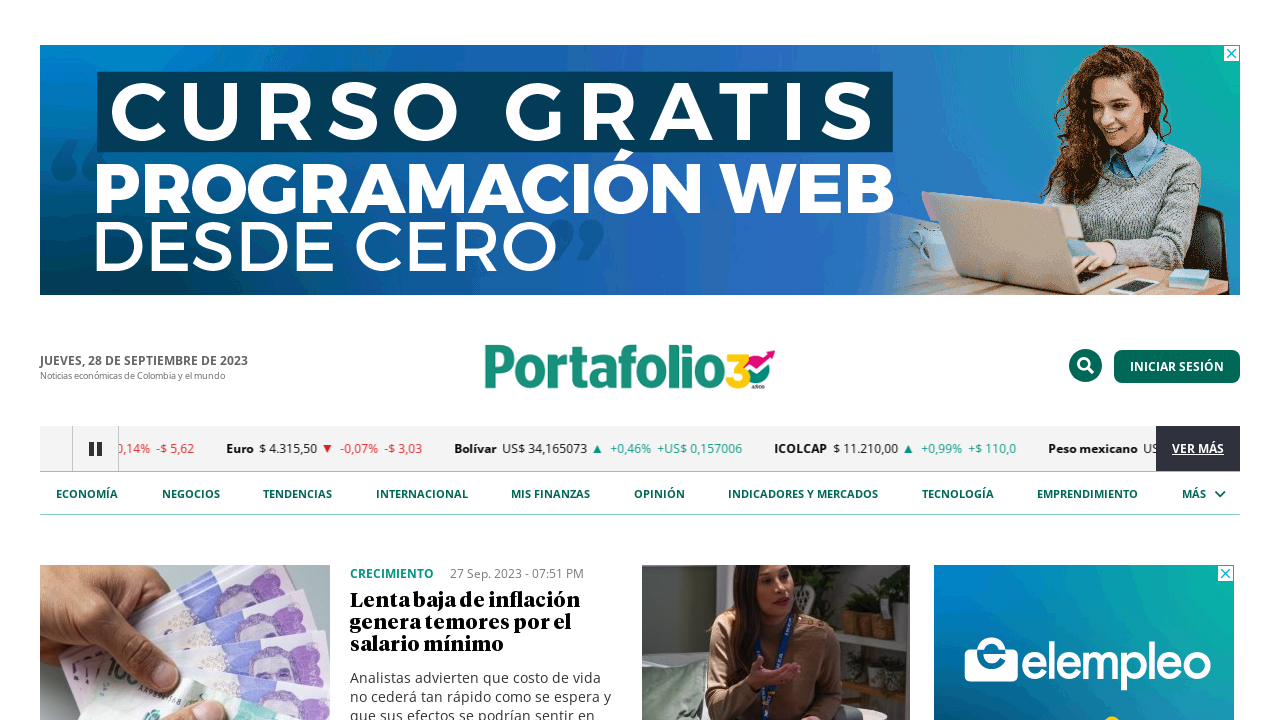 CURSO GRATIS
PROGRAMACIÓN WEB
DESDE CERO
JUEVES, 28 DE SEPTIEMBRE DE 2023
Noticias económicas de Colombia y el mundo
Portafolio30
AÑOS
INICIAR SESIÓN
0,14% -$ 5,62 Euro $ 4.315,50 ▼ -0,07% -$ 3,03 Bolívar US$ 34,165073 ▲ +0,46% +US$ 0,157006 ICOLCAP $ 11.210,00 ▲ +0,99% +$ 110,0 Peso mexicano VER MÁS
ECONOMÍA NEGOCIOS TENDENCIAS INTERNACIONAL MIS FINANZAS OPINIÓN INDICADORES Y MERCADOS TECNOLOGÍA EMPRENDIMIENTO MÁS
CRECIMIENTO 27 Sep. 2023 - 07:51 PM
Lenta baja de inflación
genera temores por el
salario mínimo
Analistas advierten que costo de vida
no cederá tan rápido como se espera y
que sus efectos se podrían sentir en
elempleo